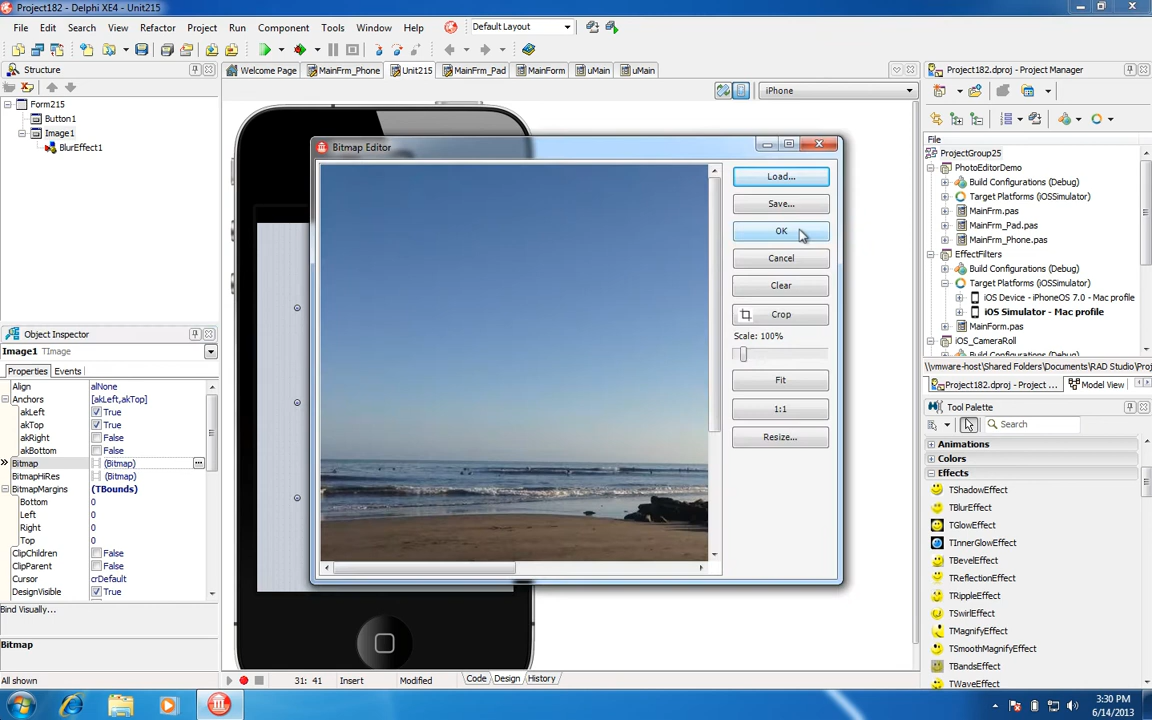 Project182 - Delphi XE4 - Unit215
File Edit Search View Refactor Project Run Component Tools Window Help
Default Layout
Structure
Form215
Button1
Image1
BlurEffect1
Welcome Page MainFrm_Phone Unit215 MainFrm_Pad MainForm uMain uMain
iPhone
Bitmap Editor
Load...
Save...
OK
Cancel
Clear
Crop
Scale: 100%
Fit
1:1
Resize...
Object Inspector
Image1 TImage
Properties Events
Align alNone
Anchors [akLeft,akTop]
akLeft True
akTop True
akRight False
akBottom False
Bitmap (Bitmap)
BitmapHiRes (Bitmap)
BitmapMargins (TBounds)
Bottom 0
Left 0
Right 0
Top 0
ClipChildren False
ClipParent False
Cursor crDefault
DesignVisible True
Bind Visually...
Bitmap
All shown
31: 41 Insert Modified Code Design History
Project182.dproj - Project Manager
File
ProjectGroup25
PhotoEditorDemo
Build Configurations (Debug)
Target Platforms (iOSSimulator)
MainFrm.pas
MainFrm_Pad.pas
MainFrm_Phone.pas
EffectFilters
Build Configurations (Debug)
Target Platforms (iOSSimulator)
iOS Device - iPhoneOS 7.0 - Mac profile
iOS Simulator - Mac profile
MainForm.pas
iOS_CameraRoll
\\vmware-host\Shared Folders\Documents\RAD Studio\Project
Project182.dproj - Project ... Model View
Tool Palette
Search
Animations
Colors
Effects
TShadowEffect
TBlurEffect
TGlowEffect
TInnerGlowEffect
TBevelEffect
TReflectionEffect
TRippleEffect
TSwirlEffect
TMagnifyEffect
TSmoothMagnifyEffect
TBandsEffect
TWaveEffect
3:30 PM
6/14/2013